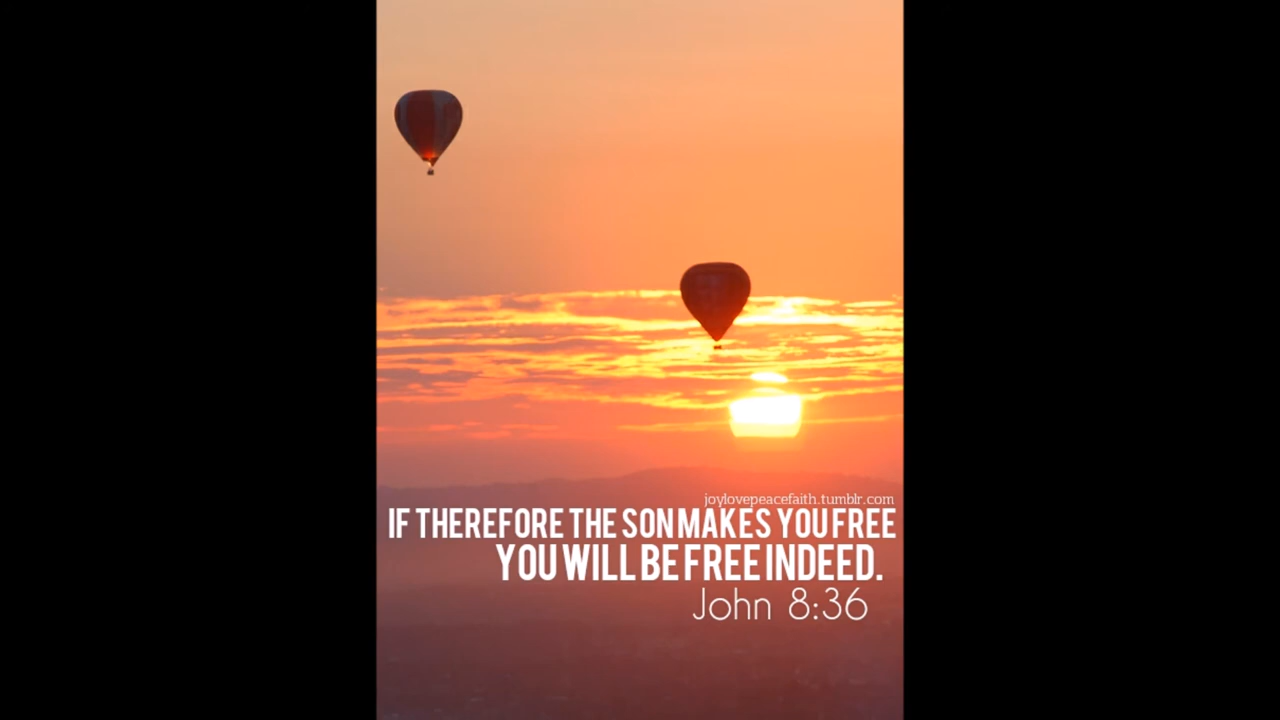 joylovepeacefaith.tumblr.com
IF THEREFORE THE SON MAKES YOU FREE
YOU WILL BE FREE INDEED.
John 8:36